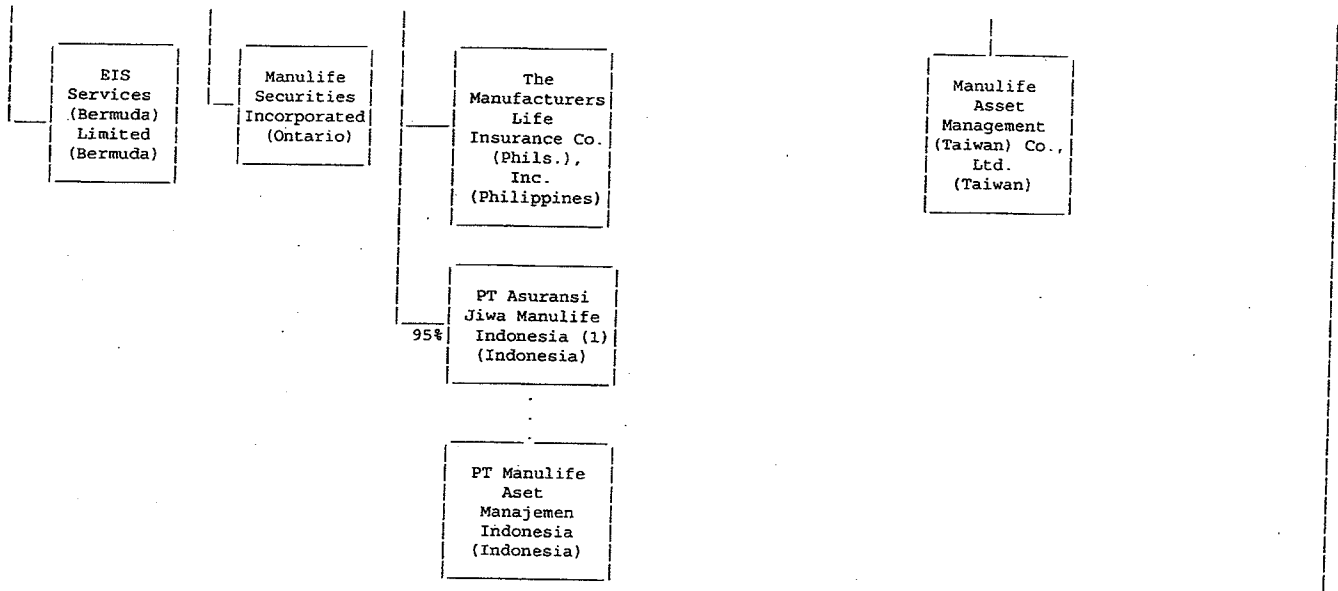 EIS
Services
(Bermuda)
Limited
(Bermuda)
Manulife
Securities
Incorporated
(Ontario)
The
Manufacturers
Life
Insurance Co.
(Phils.),
Inc.
(Philippines)
Manulife
Asset
Management
(Taiwan) Co.,
Ltd.
(Taiwan)
95%
PT Asuransi
Jiwa Manulife
Indonesia (1)
(Indonesia)
PT Manulife
Aset
Manajemen
Indonesia
(Indonesia)